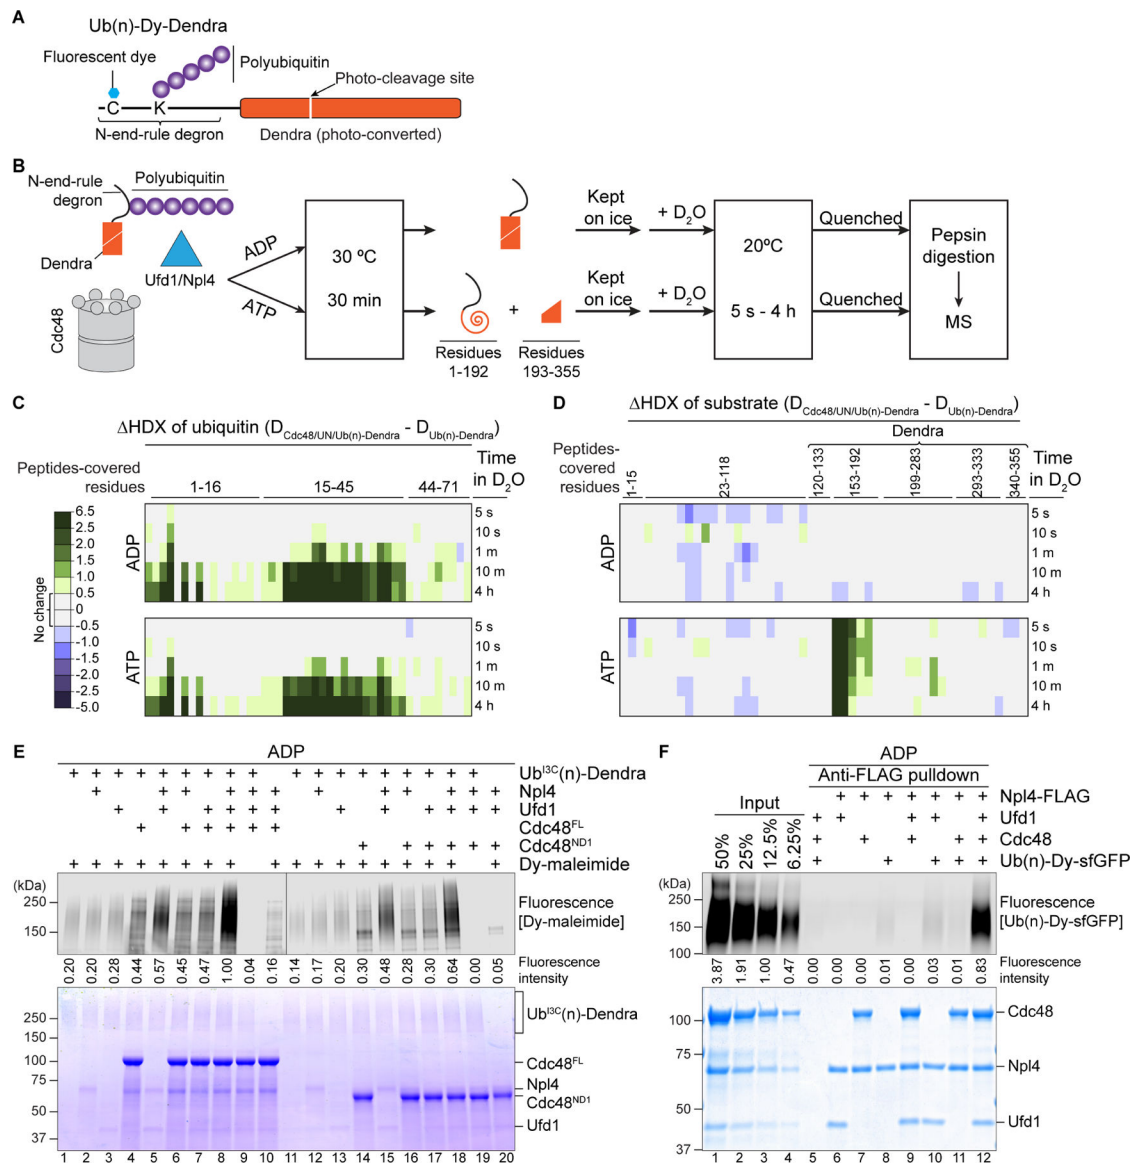 A
Ub(n)-Dy-Dendra
Fluorescent dye
Polyubiquitin
Photo-cleavage site
C
K
N-end-rule degron
Dendra (photo-converted)
B
N-end-rule
degron
Polyubiquitin
Dendra
Ufd1/Npl4
Cdc48
ADP
ATP
30 ºC
30 min
+
Residues
1-192
Residues
193-355
Kept
on ice
+ D2O
Kept
on ice
+ D2O
20ºC
5 s - 4 h
Quenched
Quenched
Pepsin
digestion
MS
C
ΔHDX of ubiquitin (DCdc48/UN/Ub(n)-Dendra - DUb(n)-Dendra)
Peptides-covered
residues
1-16
15-45
44-71
Time
in D2O
6.5
2.5
2.0
1.5
1.0
0.5
0
-0.5
-1.0
-1.5
-2.0
-2.5
-5.0
No change
ADP
5 s
10 s
1 m
10 m
4 h
ATP
5 s
10 s
1 m
10 m
4 h
D
ΔHDX of substrate (DCdc48/UN/Ub(n)-Dendra - DUb(n)-Dendra)
Dendra
Peptides-
covered
residues
1-15
23-118
120-133
153-192
199-283
293-333
340-355
Time
in D2O
ADP
5 s
10 s
1 m
10 m
4 h
ATP
5 s
10 s
1 m
10 m
4 h
E
ADP
+ + + + + + + + + + + + + + + + Ub^I3C(n)-Dendra
+ + + + + + + + + + + Npl4
+ + + + + + + + + + + Ufd1
+ + + + + + Cdc48^FL
+ + + + + + Cdc48^ND1
+ + + + + + + + + + + + + + + + + + Dy-maleimide
(kDa)
250
150
Fluorescence
[Dy-maleimide]
0.20 0.20 0.28 0.44 0.57 0.45 0.47 1.00 0.04 0.16 0.14 0.17 0.20 0.30 0.48 0.28 0.30 0.64 0.00 0.05
Fluorescence
intensity
250
150
100
75
50
37
Ub^I3C(n)-Dendra
Cdc48^FL
Npl4
Cdc48^ND1
Ufd1
1 2 3 4 5 6 7 8 9 10 11 12 13 14 15 16 17 18 19 20
F
ADP
Anti-FLAG pulldown
Input
50%
25%
12.5%
6.25%
+ + + + + + + Npl4-FLAG
+ + + + + Ufd1
+ + + + + Cdc48
+ + + + + Ub(n)-Dy-sfGFP
(kDa)
250
150
100
Fluorescence
[Ub(n)-Dy-sfGFP]
3.87 1.91 1.00 0.47 0.00 0.00 0.00 0.01 0.00 0.03 0.01 0.83
Fluorescence
intensity
100
75
50
37
Cdc48
Npl4
Ufd1
1 2 3 4 5 6 7 8 9 10 11 12